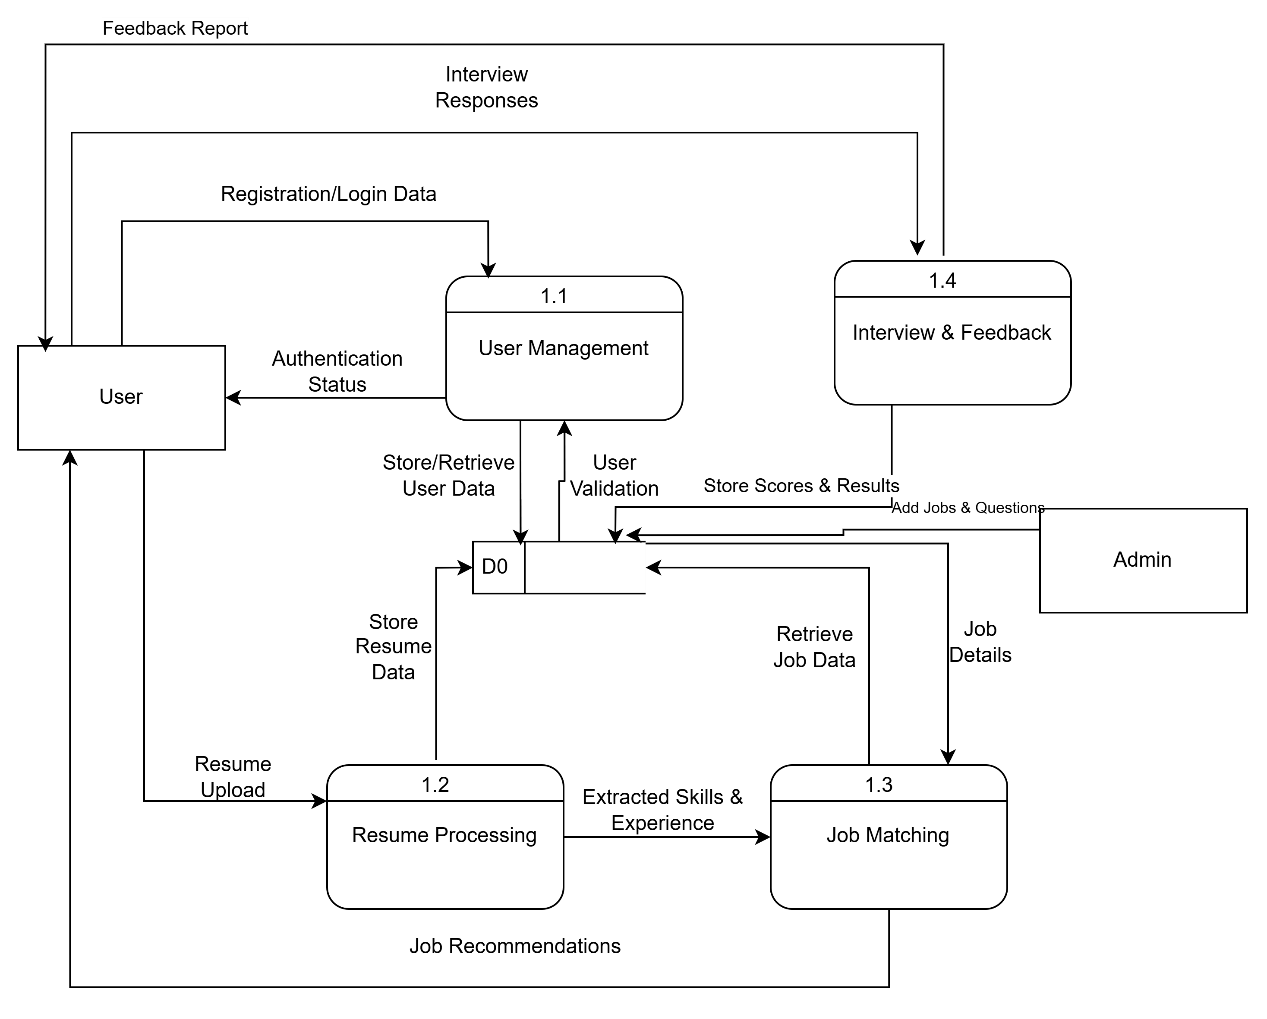 Feedback Report
Interview
Responses
Registration/Login Data
1.1
User Management
1.4
Interview & Feedback
Authentication
Status
User
Store/Retrieve
User Data
User
Validation
Store Scores & Results
Add Jobs & Questions
Admin
D0
Store
Resume
Data
Retrieve
Job Data
Job
Details
Resume
Upload
1.2
Resume Processing
Extracted Skills &
Experience
1.3
Job Matching
Job Recommendations